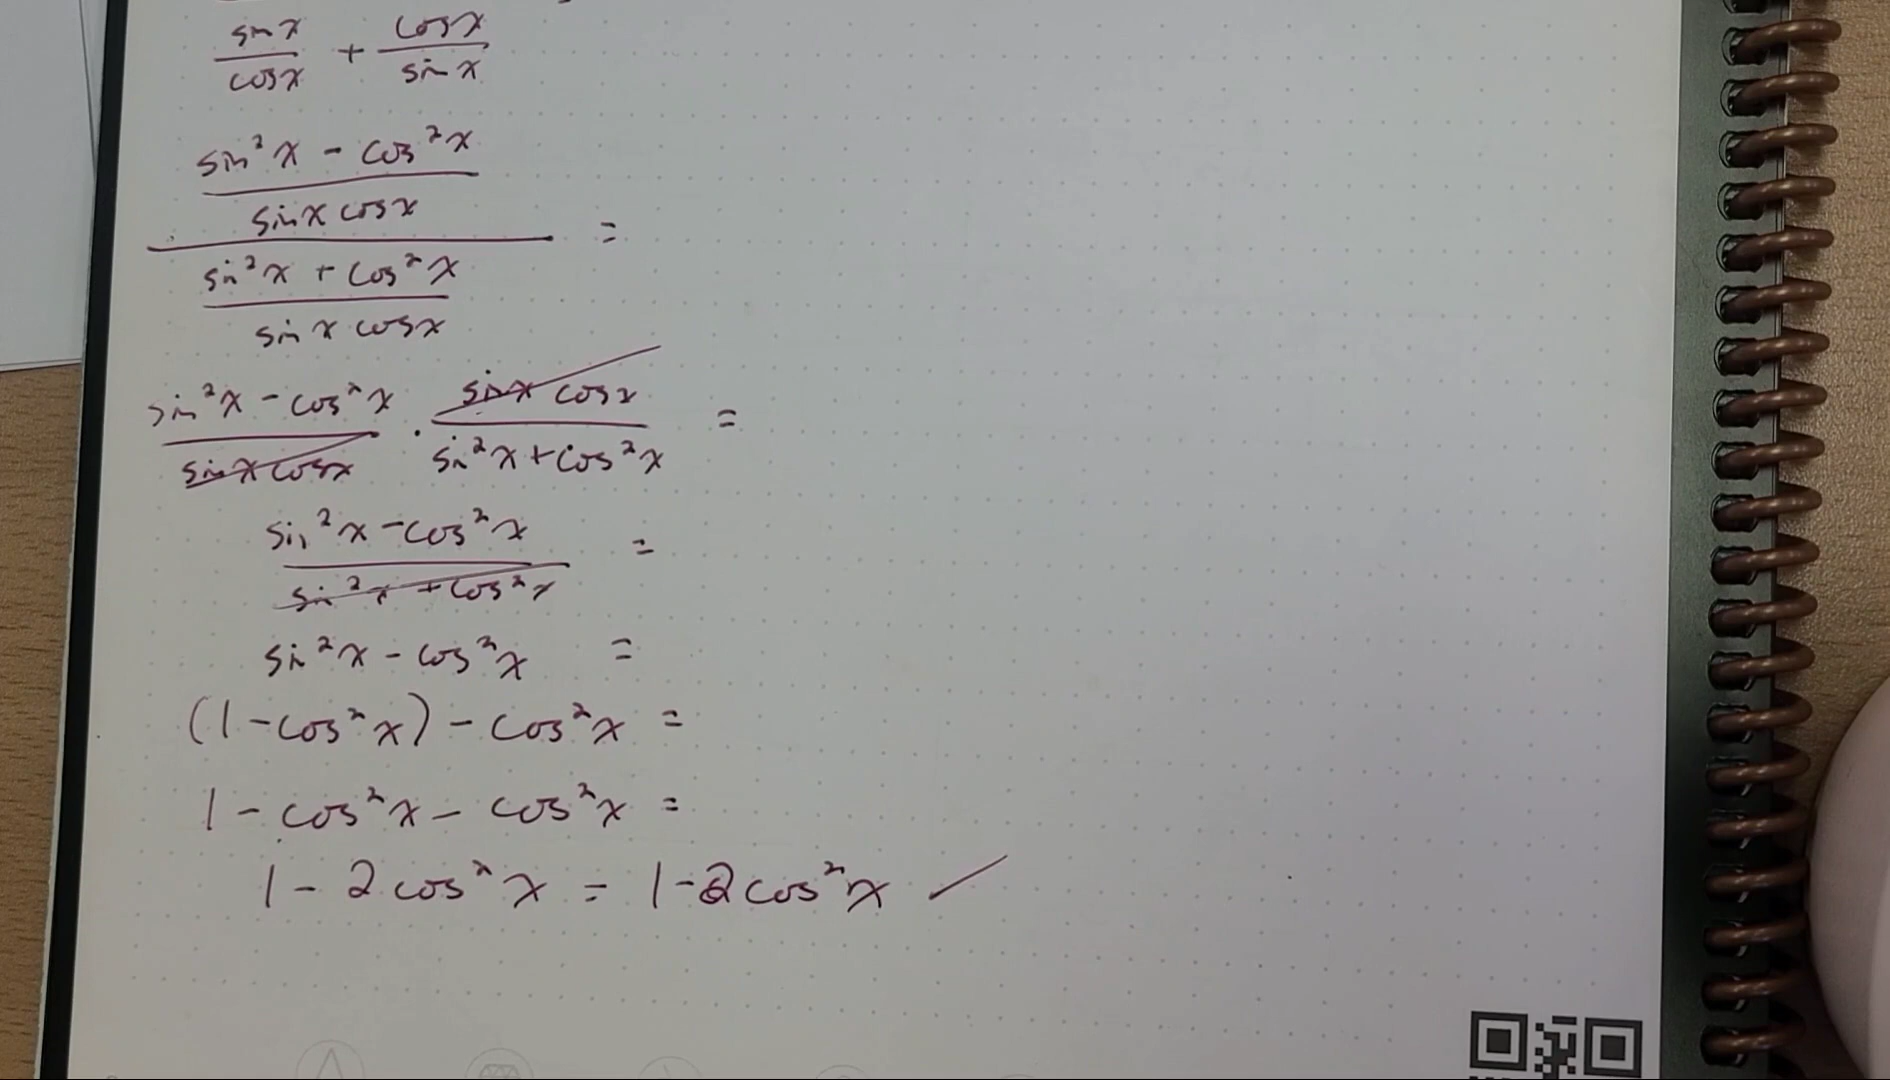 sin x / cos x + cos x / sin x
sin²x - cos²x
sin x cos x
=
sin²x + cos²x
sin x cos x
sin²x - cos²x / sin x cos x · sin x cos x / sin²x + cos²x =
sin²x - cos²x / sin²x + cos²x =
sin²x - cos²x =
(1 - cos²x) - cos²x =
1 - cos²x - cos²x =
1 - 2cos²x = 1 - 2cos²x ✓